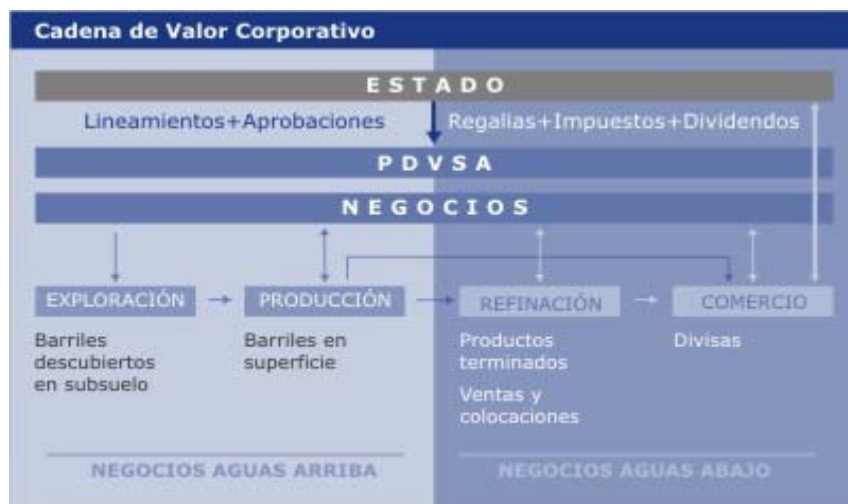 Cadena de Valor Corporativo
ESTADO
Lineamientos+Aprobaciones
Regalias+Impuestos+Dividendos
PDVSA
NEGOCIOS
EXPLORACIÓN
PRODUCCIÓN
REFINACIÓN
COMERCIO
Barriles
descubiertos
en subsuelo
Barriles en
superficie
Productos
terminados
Ventas y
colocaciones
Divisas
NEGOCIOS AGUAS ARRIBA
NEGOCIOS AGUAS ABAJO